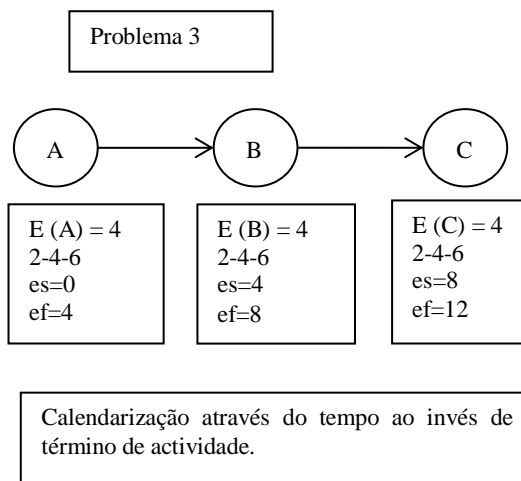 Problema 3
A
B
C
E (A) = 4
2-4-6
es=0
ef=4
E (B) = 4
2-4-6
es=4
ef=8
E (C) = 4
2-4-6
es=8
ef=12
Calendarização através do tempo ao invés de
término de actividade.